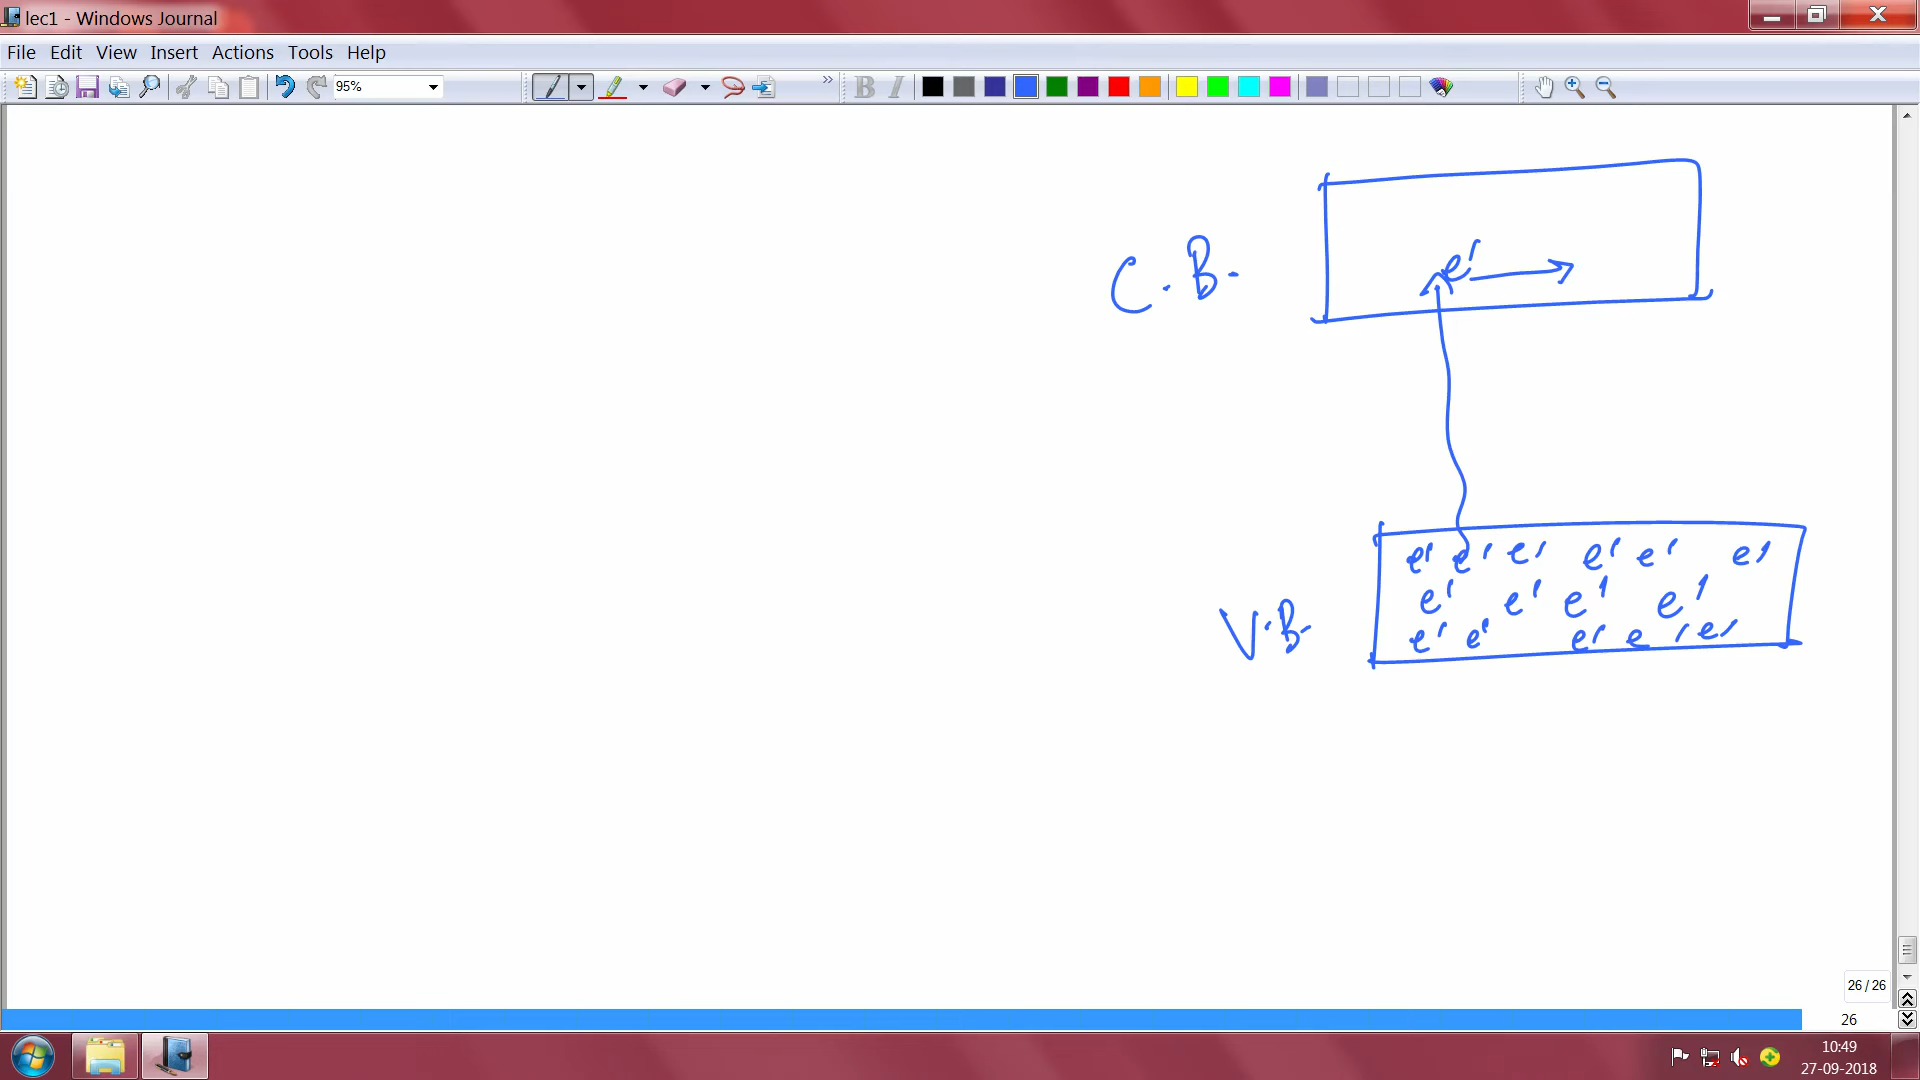 lec1 - Windows Journal
File Edit View Insert Actions Tools Help
95%
B I
C.B.
e'
e' e' e' e' e' e'
V.B.
e' e' e' e'
e' e' e' e' e'
26 / 26
26
10:49
27-09-2018